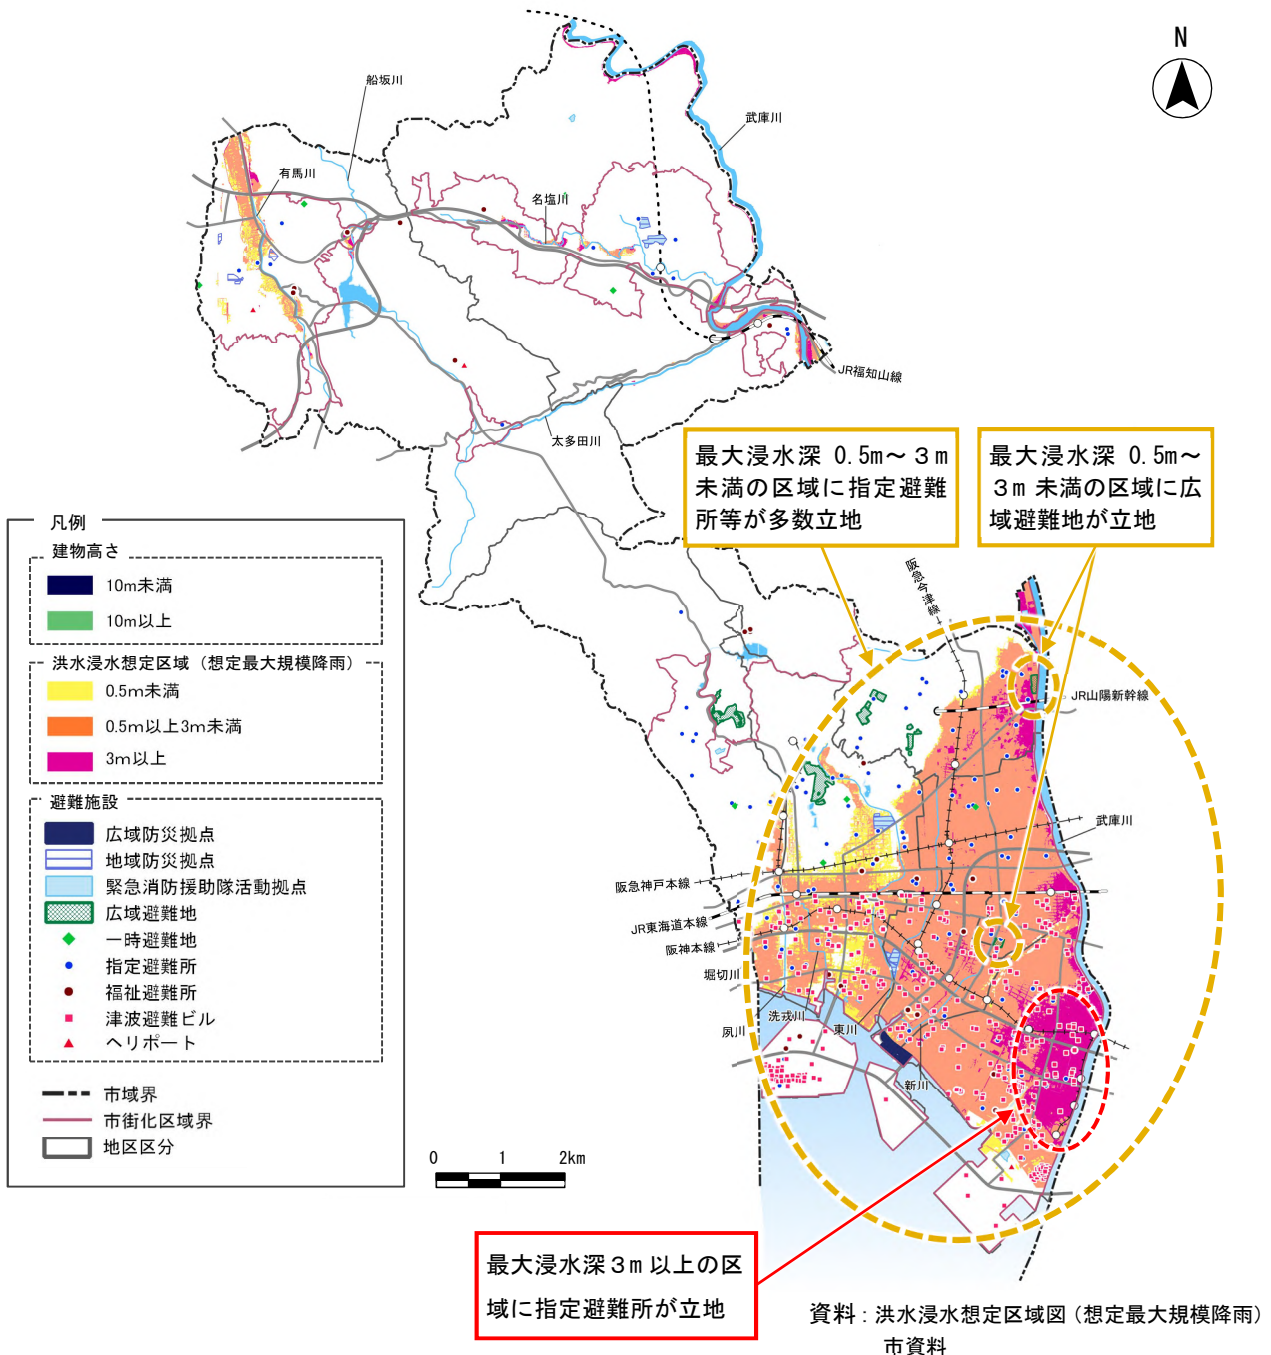 N
船坂川
武庫川
有馬川
名塩川
JR福知山線
太多田川
最大浸水深 0.5m～３m
未満の区域に指定避難
所等が多数立地
最大浸水深 0.5m～
３m 未満の区域に広
域避難地が立地
阪急今津線
凡例
建物高さ
10m未満
10m以上
洪水浸水想定区域（想定最大規模降雨）
0.5m未満
0.5m以上3m未満
3m以上
避難施設
広域防災拠点
地域防災拠点
緊急消防援助隊活動拠点
広域避難地
一時避難地
指定避難所
福祉避難所
津波避難ビル
ヘリポート
市域界
市街化区域界
地区区分
JR山陽新幹線
武庫川
阪急神戸本線
JR東海道本線
阪神本線
堀切川
夙川
洗戎川
東川
新川
0 1 2km
最大浸水深３m 以上の区
域に指定避難所が立地
資料：洪水浸水想定区域図（想定最大規模降雨）
市資料